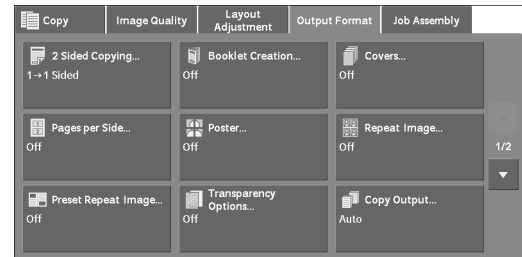 Copy
Image Quality
Layout
Adjustment
Output Format
Job Assembly
2 Sided Copying...
1→1 Sided
Booklet Creation...
Off
Covers...
Off
Pages per Side...
Off
Poster...
Off
Repeat Image...
Off
1/2
Preset Repeat Image...
Off
Transparency
Options...
Off
Copy Output...
Auto